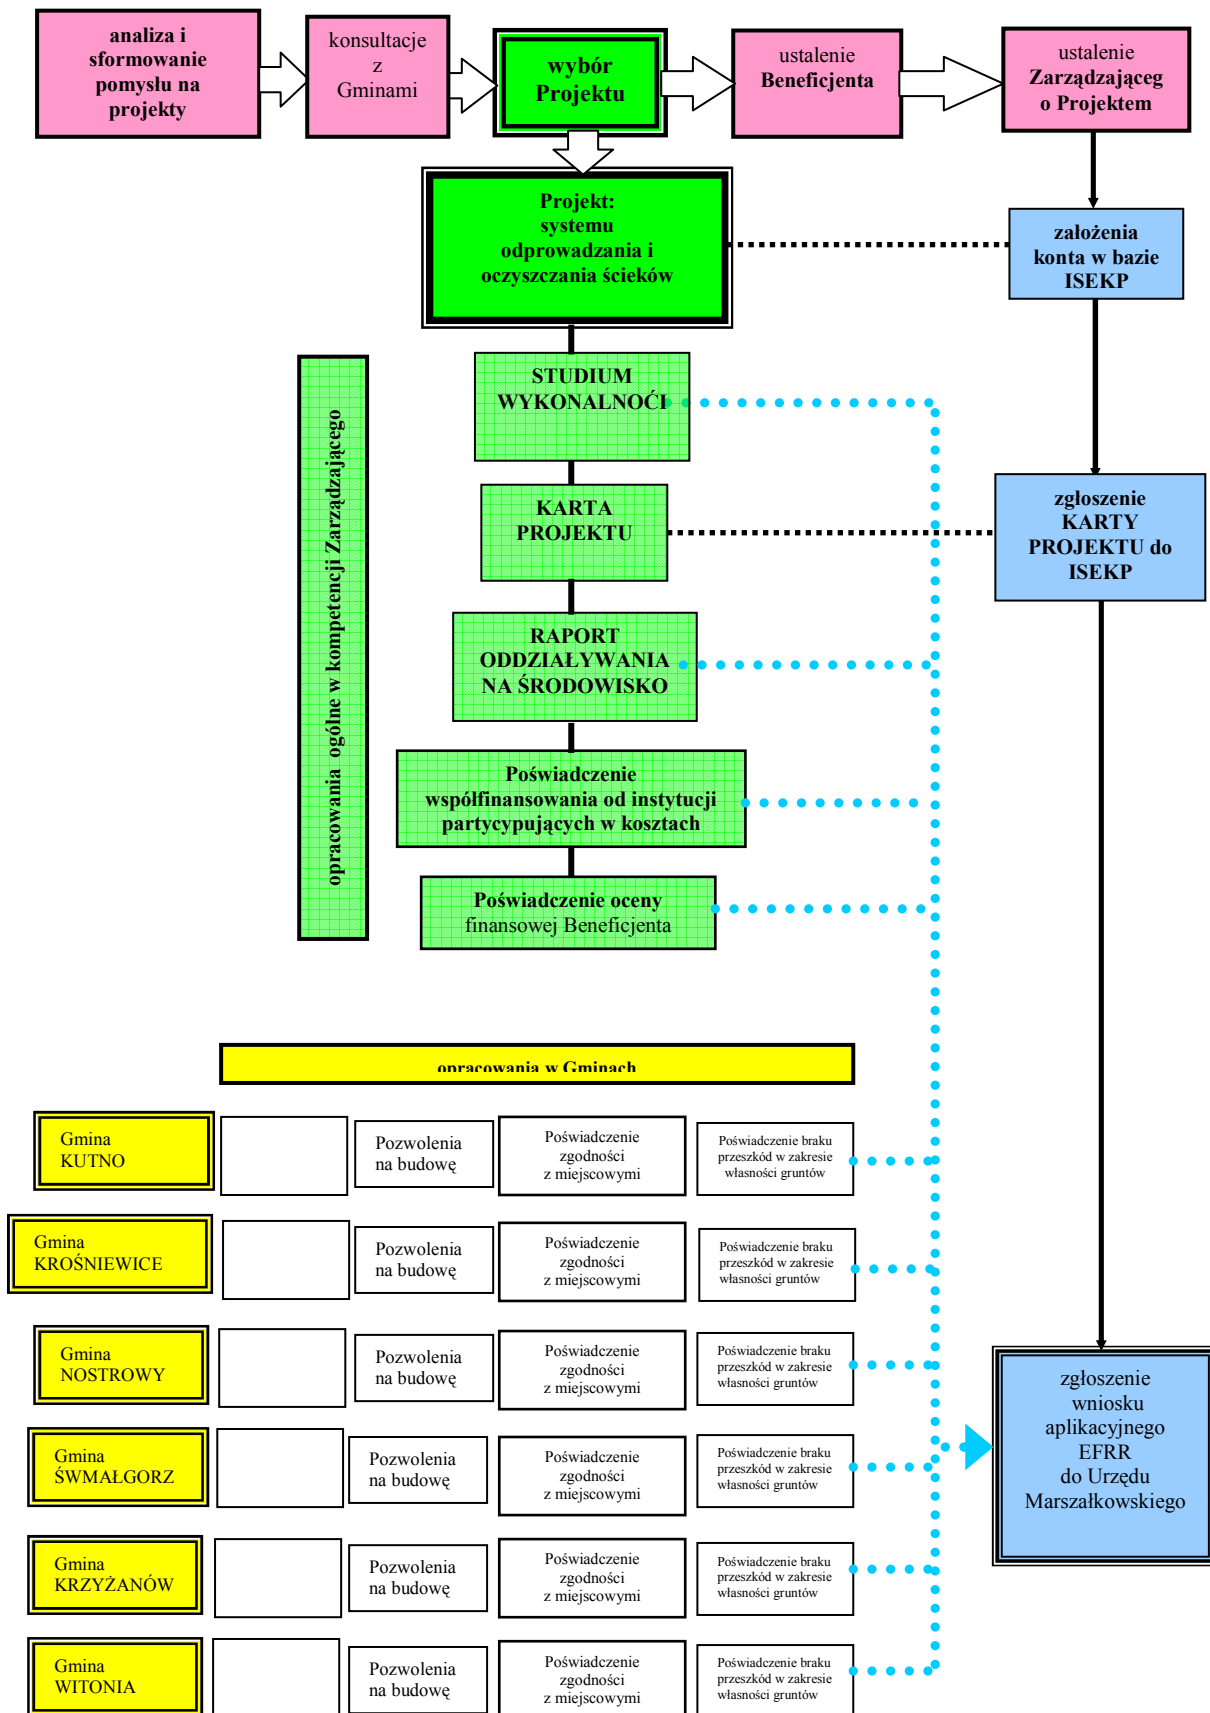 analiza i
sformowanie
pomysłu na
projekty
konsultacje
z
Gminami
wybór
Projektu
ustalenie
Beneficjenta
ustalenie
Zarządzająceg
o Projektem
Projekt:
systemu
odprowadzania i
oczyszczania ścieków
założenia
konta w bazie
ISEKP
opracowania ogólne w kompetencji Zarządzającego
STUDIUM
WYKONALNOĆI
KARTA
PROJEKTU
zgłoszenie
KARTY
PROJEKTU do
ISEKP
RAPORT
ODDZIAŁYWANIA
NA ŚRODOWISKO
Poświadczenie
współfinansowania od instytucji
partycypujących w kosztach
Poświadczenie oceny
finansowej Beneficjenta
opracowania w Gminach
Gmina
KUTNO
Pozwolenia
na budowę
Poświadczenie
zgodności
z miejscowymi
Poświadczenie braku
przeszkód w zakresie
własności gruntów
Gmina
KROŚNIEWICE
Pozwolenia
na budowę
Poświadczenie
zgodności
z miejscowymi
Poświadczenie braku
przeszkód w zakresie
własności gruntów
Gmina
NOSTROWY
Pozwolenia
na budowę
Poświadczenie
zgodności
z miejscowymi
Poświadczenie braku
przeszkód w zakresie
własności gruntów
zgłoszenie
wniosku
aplikacyjnego
EFRR
do Urzędu
Marszałkowskiego
Gmina
ŚWMAŁGORZ
Pozwolenia
na budowę
Poświadczenie
zgodności
z miejscowymi
Poświadczenie braku
przeszkód w zakresie
własności gruntów
Gmina
KRZYŻANÓW
Pozwolenia
na budowę
Poświadczenie
zgodności
z miejscowymi
Poświadczenie braku
przeszkód w zakresie
własności gruntów
Gmina
WITONIA
Pozwolenia
na budowę
Poświadczenie
zgodności
z miejscowymi
Poświadczenie braku
przeszkód w zakresie
własności gruntów